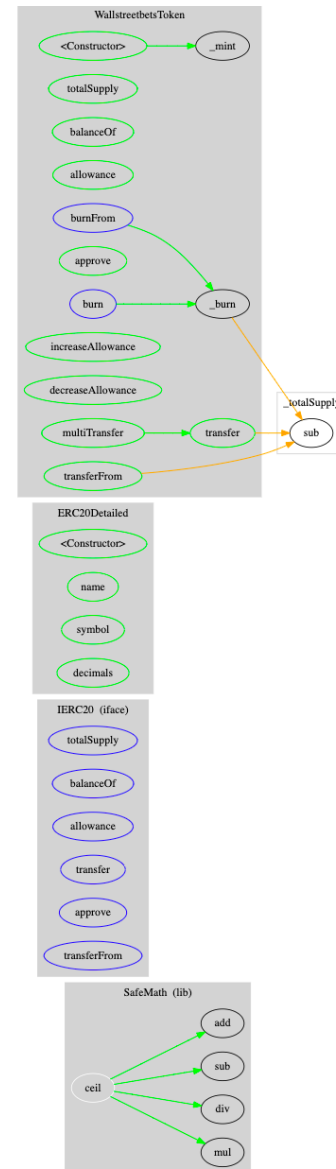 WallstreetbetsToken
<Constructor>
_mint
totalSupply
balanceOf
allowance
burnFrom
approve
burn
_burn
increaseAllowance
decreaseAllowance
_totalSupply
multiTransfer
transfer
sub
transferFrom
ERC20Detailed
<Constructor>
name
symbol
decimals
IERC20 (iface)
totalSupply
balanceOf
allowance
transfer
approve
transferFrom
SafeMath (lib)
add
sub
ceil
div
mul